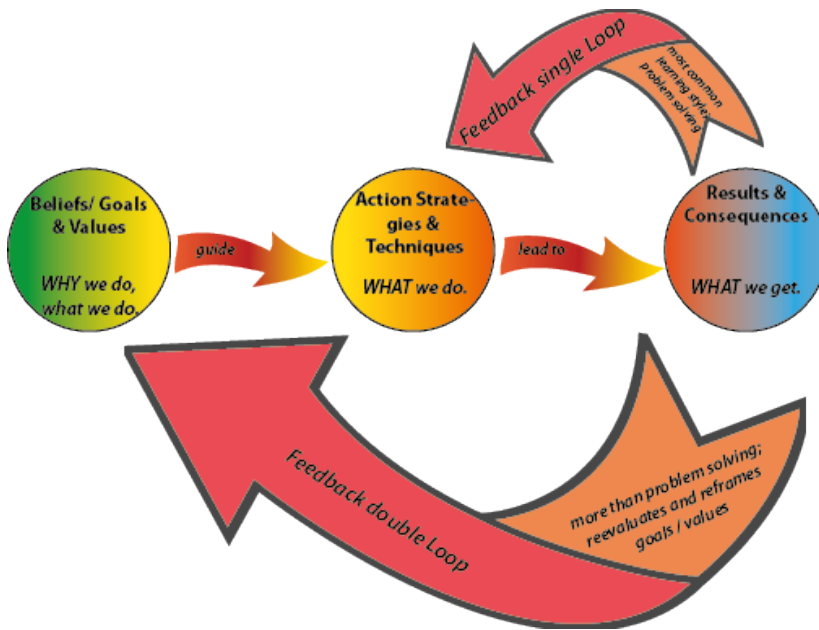 Feedback single Loop
most common
learning style:
problem solving
Beliefs/ Goals
& Values
WHY we do,
what we do.
guide
Action Strate-
gies &
Techniques
WHAT we do.
lead to
Results &
Consequences
WHAT we get.
Feedback double Loop
more than problem solving;
reevaluates and reframes
goals / values